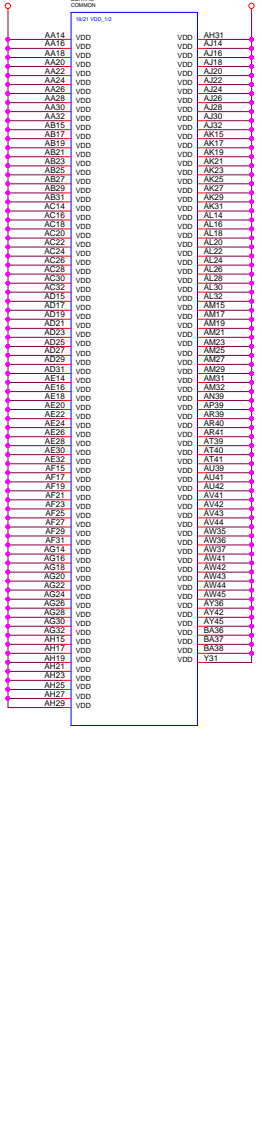 COMMON
19/21 VDD_1/2
AA14 VDD VDD AH31
AA16 VDD VDD AJ14
AA18 VDD VDD AJ16
AA20 VDD VDD AJ18
AA22 VDD VDD AJ20
AA24 VDD VDD AJ22
AA26 VDD VDD AJ24
AA28 VDD VDD AJ26
AA30 VDD VDD AJ28
AA32 VDD VDD AJ30
AB15 VDD VDD AJ32
AB17 VDD VDD AK15
AB19 VDD VDD AK17
AB21 VDD VDD AK19
AB23 VDD VDD AK21
AB25 VDD VDD AK23
AB27 VDD VDD AK25
AB29 VDD VDD AK27
AB31 VDD VDD AK29
AC14 VDD VDD AK31
AC16 VDD VDD AL14
AC18 VDD VDD AL16
AC20 VDD VDD AL18
AC22 VDD VDD AL20
AC24 VDD VDD AL22
AC26 VDD VDD AL24
AC28 VDD VDD AL26
AC30 VDD VDD AL28
AC32 VDD VDD AL30
AD15 VDD VDD AL32
AD17 VDD VDD AM15
AD19 VDD VDD AM17
AD21 VDD VDD AM19
AD23 VDD VDD AM21
AD25 VDD VDD AM23
AD27 VDD VDD AM25
AD29 VDD VDD AM27
AD31 VDD VDD AM29
AE14 VDD VDD AM31
AE16 VDD VDD AM32
AE18 VDD VDD AN39
AE20 VDD VDD AP39
AE22 VDD VDD AR39
AE24 VDD VDD AR40
AE26 VDD VDD AR41
AE28 VDD VDD AT39
AE30 VDD VDD AT40
AE32 VDD VDD AT41
AF15 VDD VDD AU39
AF17 VDD VDD AU41
AF19 VDD VDD AU42
AF21 VDD VDD AV41
AF23 VDD VDD AV42
AF25 VDD VDD AV43
AF27 VDD VDD AV44
AF29 VDD VDD AW35
AF31 VDD VDD AW36
AG14 VDD VDD AW37
AG16 VDD VDD AW41
AG18 VDD VDD AW42
AG20 VDD VDD AW43
AG22 VDD VDD AW44
AG24 VDD VDD AW45
AG26 VDD VDD AY36
AG28 VDD VDD AY42
AG30 VDD VDD AY45
AG32 VDD VDD BA36
AH15 VDD VDD BA37
AH17 VDD VDD BA38
AH19 VDD VDD Y31
AH21 VDD
AH23 VDD
AH25 VDD
AH27 VDD
AH29 VDD